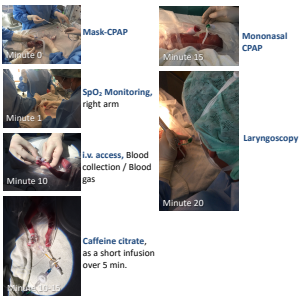 Minute 0
Mask-CPAP
Minute 1
SpO₂ Monitoring,
right arm
Minute 10
i.v. access, Blood
collection / Blood
gas
Minute 10-15
Caffeine citrate,
as a short infusion
over 5 min.
Minute 15
Mononasal
CPAP
Minute 20
Laryngoscopy